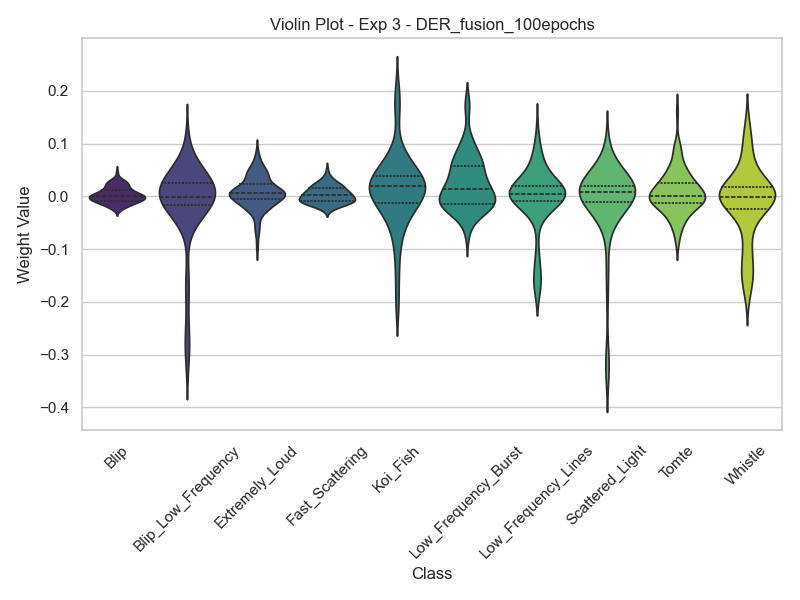 Violin Plot - Exp 3 - DER_fusion_100epochs
Weight Value
0.2
0.1
0.0
−0.1
−0.2
−0.3
−0.4
Blip
Blip_Low_Frequency
Extremely_Loud
Fast_Scattering
Koi_Fish
Low_Frequency_Burst
Low_Frequency_Lines
Scattered_Light
Tomte
Whistle
Class